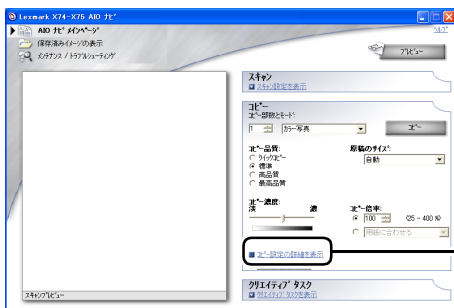 Lexmark X74-X75 AIO ナビ
AIO ナビ メインページ
ヘルプ
保存済みイメージの表示
メンテナンス / トラブルシューティング
プレビュー
スキャン
スキャン設定を表示
コピー
コピー部数とモード:
1
カラー写真
コピー
コピー品質:
クイックコピー
標準
高品質
最高品質
原稿のサイズ:
自動
コピー濃度:
淡
濃
コピー倍率:
100
(25 - 400 %)
用紙に合わせる
コピー設定の詳細を表示
クリエイティブ タスク
クリエイティブ タスクを表示
スキャンプレビュー